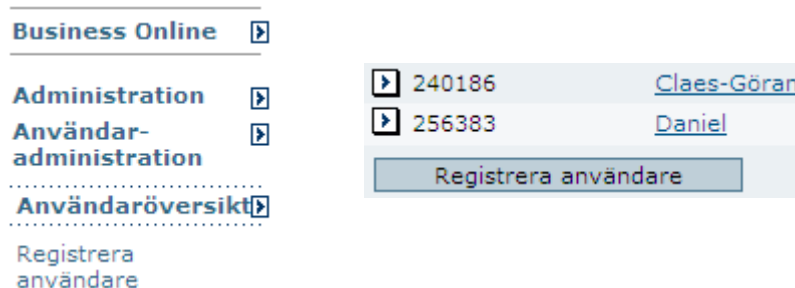 Business Online
Administration
Användar-
administration
Användaröversikt
Registrera
användare
240186 Claes-Göran
256383 Daniel
Registrera användare